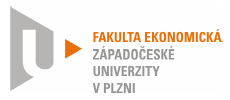 FAKULTA EKONOMICKÁ
ZÁPADOČESKÉ
UNIVERZITY
V PLZNI